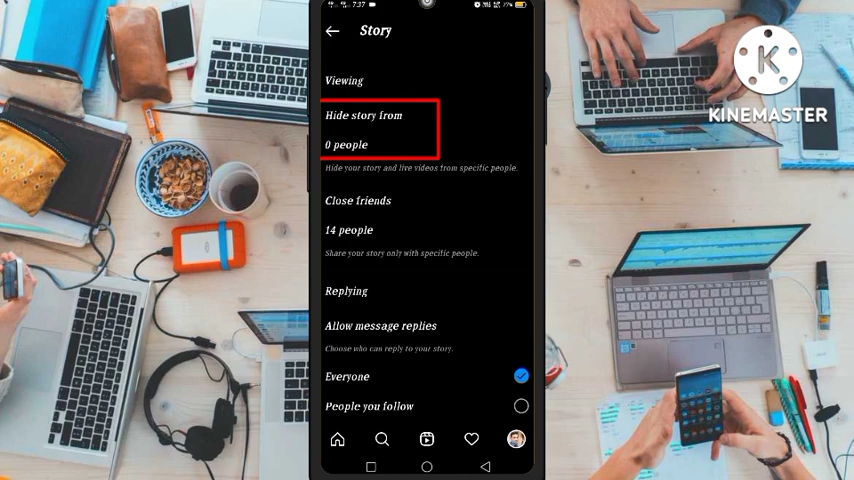 7:37
77%
Story
Viewing
Hide story from
0 people
Hide your story and live videos from specific people.
Close friends
14 people
Share your story only with specific people.
Replying
Allow message replies
Choose who can reply to your story.
Everyone
People you follow
K
KINEMASTER